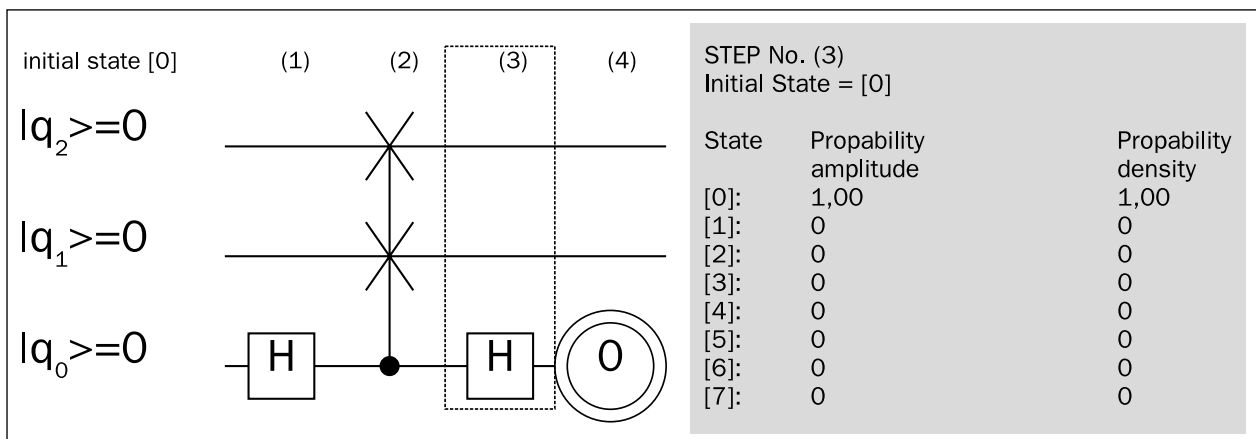 initial state [0] (1) (2) (3) (4)
|q2>=0
|q1>=0
|q0>=0
H H 0
STEP No. (3)
Initial State = [0]
State Propability Propability
amplitude density
[0]: 1,00 1,00
[1]: 0 0
[2]: 0 0
[3]: 0 0
[4]: 0 0
[5]: 0 0
[6]: 0 0
[7]: 0 0